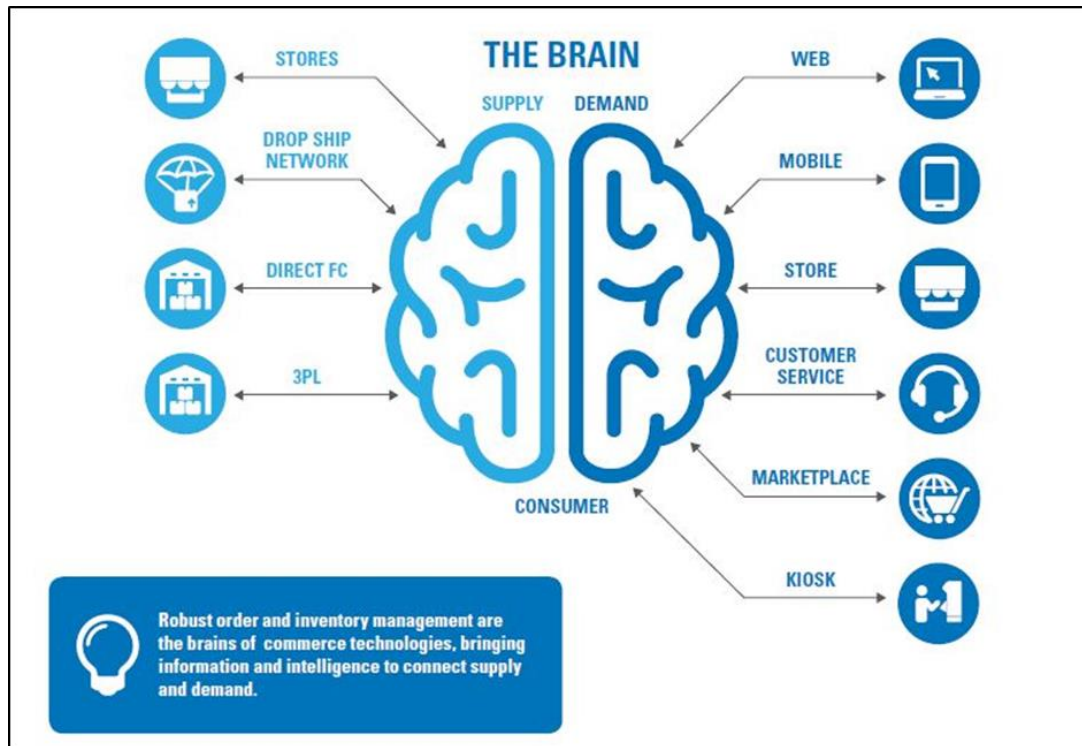 THE BRAIN
SUPPLY
DEMAND
STORES
DROP SHIP
NETWORK
DIRECT FC
3PL
WEB
MOBILE
STORE
CUSTOMER
SERVICE
MARKETPLACE
KIOSK
CONSUMER
Robust order and inventory management are
the brains of commerce technologies, bringing
information and intelligence to connect supply
and demand.